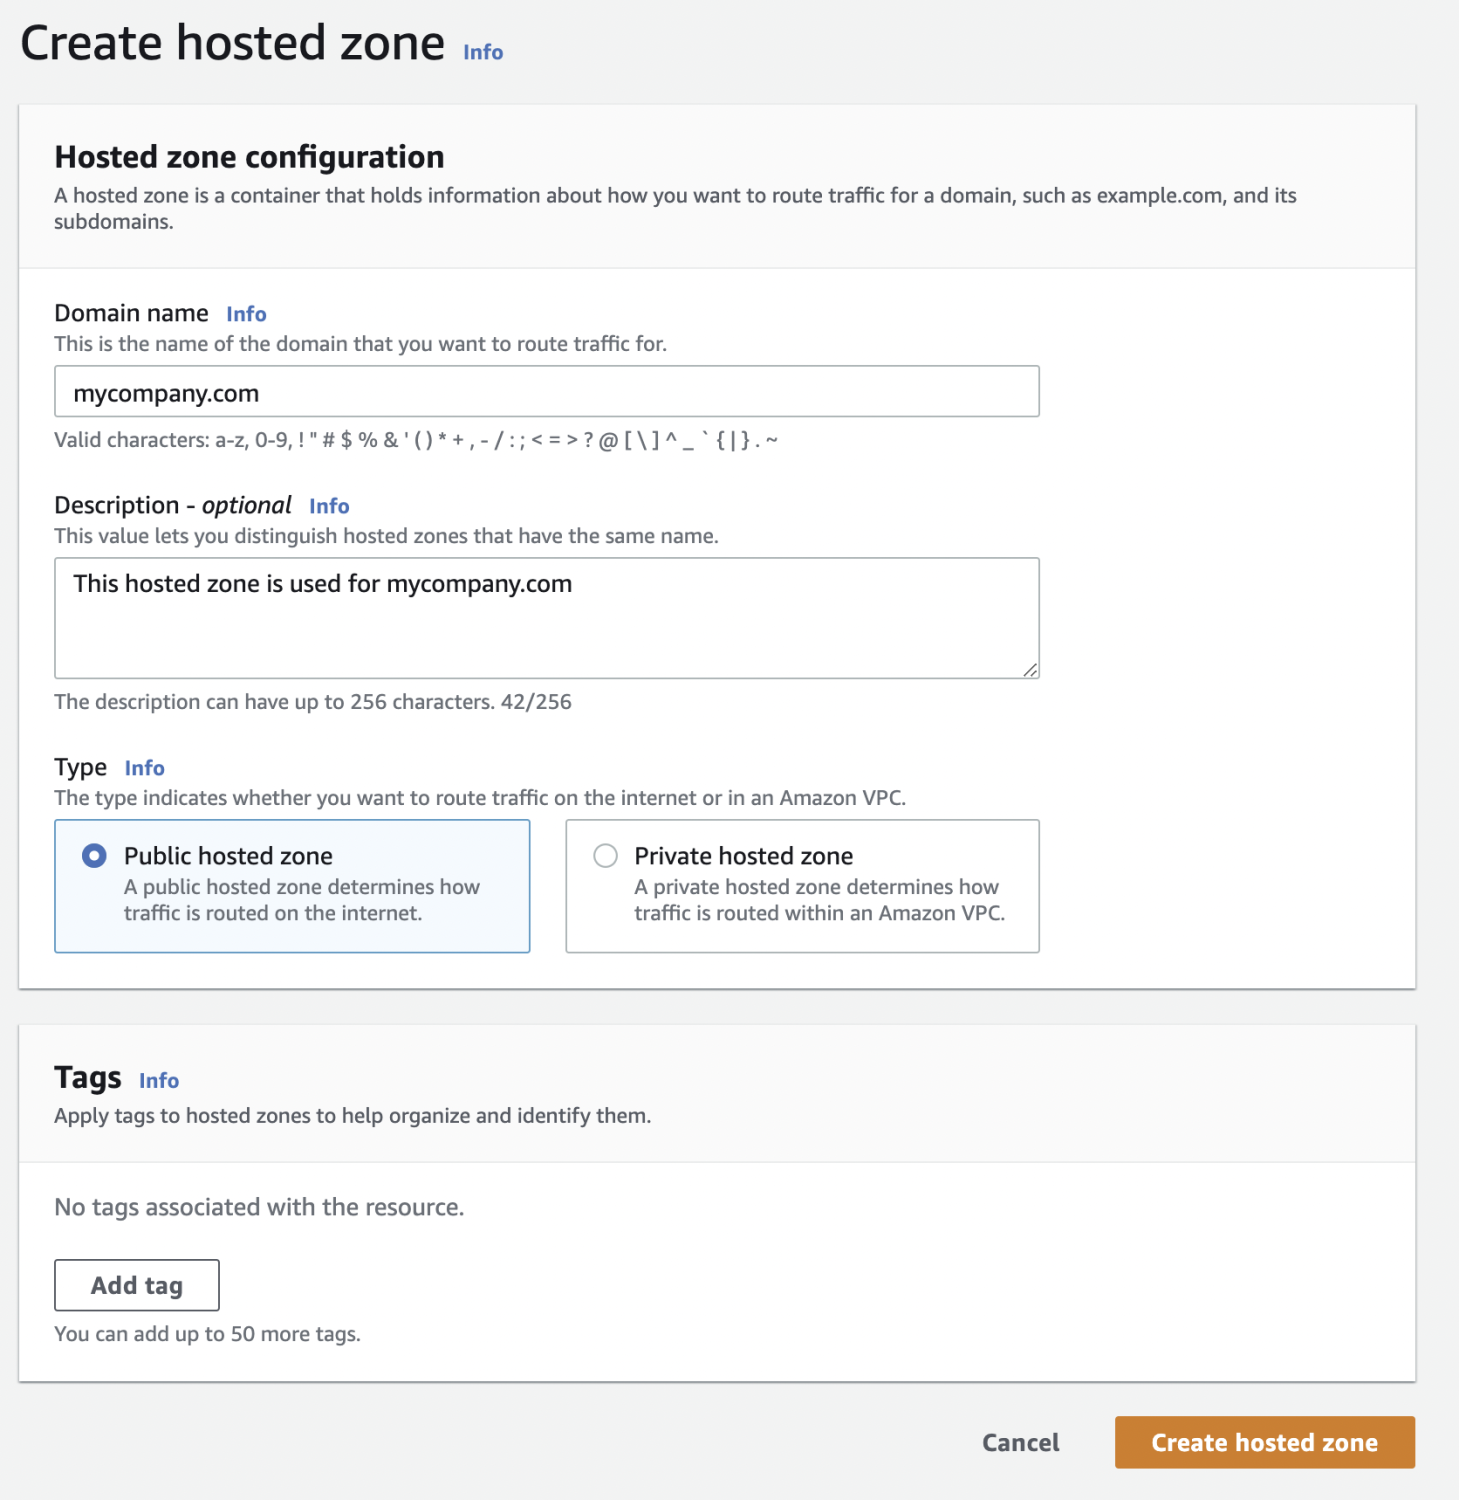 Create hosted zone Info
Hosted zone configuration
A hosted zone is a container that holds information about how you want to route traffic for a domain, such as example.com, and its
subdomains.
Domain name Info
This is the name of the domain that you want to route traffic for.
mycompany.com
Valid characters: a-z, 0-9, ! " # $ % & ' ( ) * + , - / : ; < = > ? @ [ \ ] ^ _ ` { | } . ~
Description - optional Info
This value lets you distinguish hosted zones that have the same name.
This hosted zone is used for mycompany.com
The description can have up to 256 characters. 42/256
Type Info
The type indicates whether you want to route traffic on the internet or in an Amazon VPC.
Public hosted zone
A public hosted zone determines how
traffic is routed on the internet.
Private hosted zone
A private hosted zone determines how
traffic is routed within an Amazon VPC.
Tags Info
Apply tags to hosted zones to help organize and identify them.
No tags associated with the resource.
Add tag
You can add up to 50 more tags.
Cancel Create hosted zone